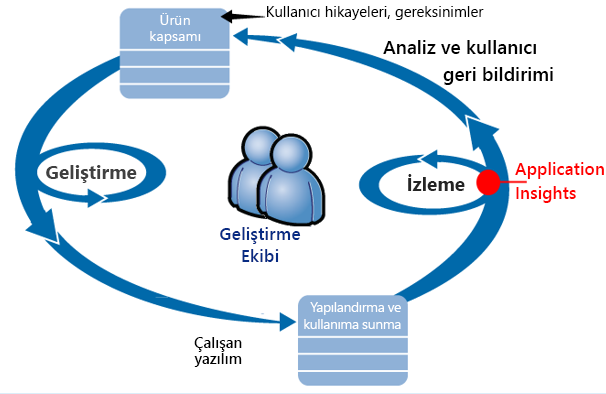 Kullanıcı hikayeleri, gereksinimler
Ürün
kapsamı
Analiz ve kullanıcı
geri bildirimi
Geliştirme
İzleme
Application
Insights
Geliştirme
Ekibi
Yapılandırma ve
kullanıma sunma
Çalışan
yazılım